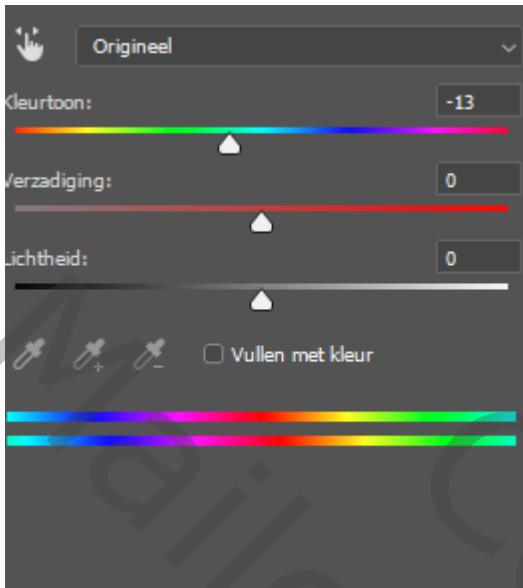 Origineel
Kleurtoon: -13
Verzadiging: 0
Lichtheid: 0
Vullen met kleur